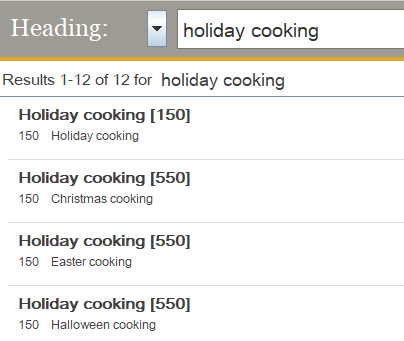 Heading: holiday cooking
Results 1-12 of 12 for holiday cooking
Holiday cooking [150]
150 Holiday cooking
Holiday cooking [550]
150 Christmas cooking
Holiday cooking [550]
150 Easter cooking
Holiday cooking [550]
150 Halloween cooking